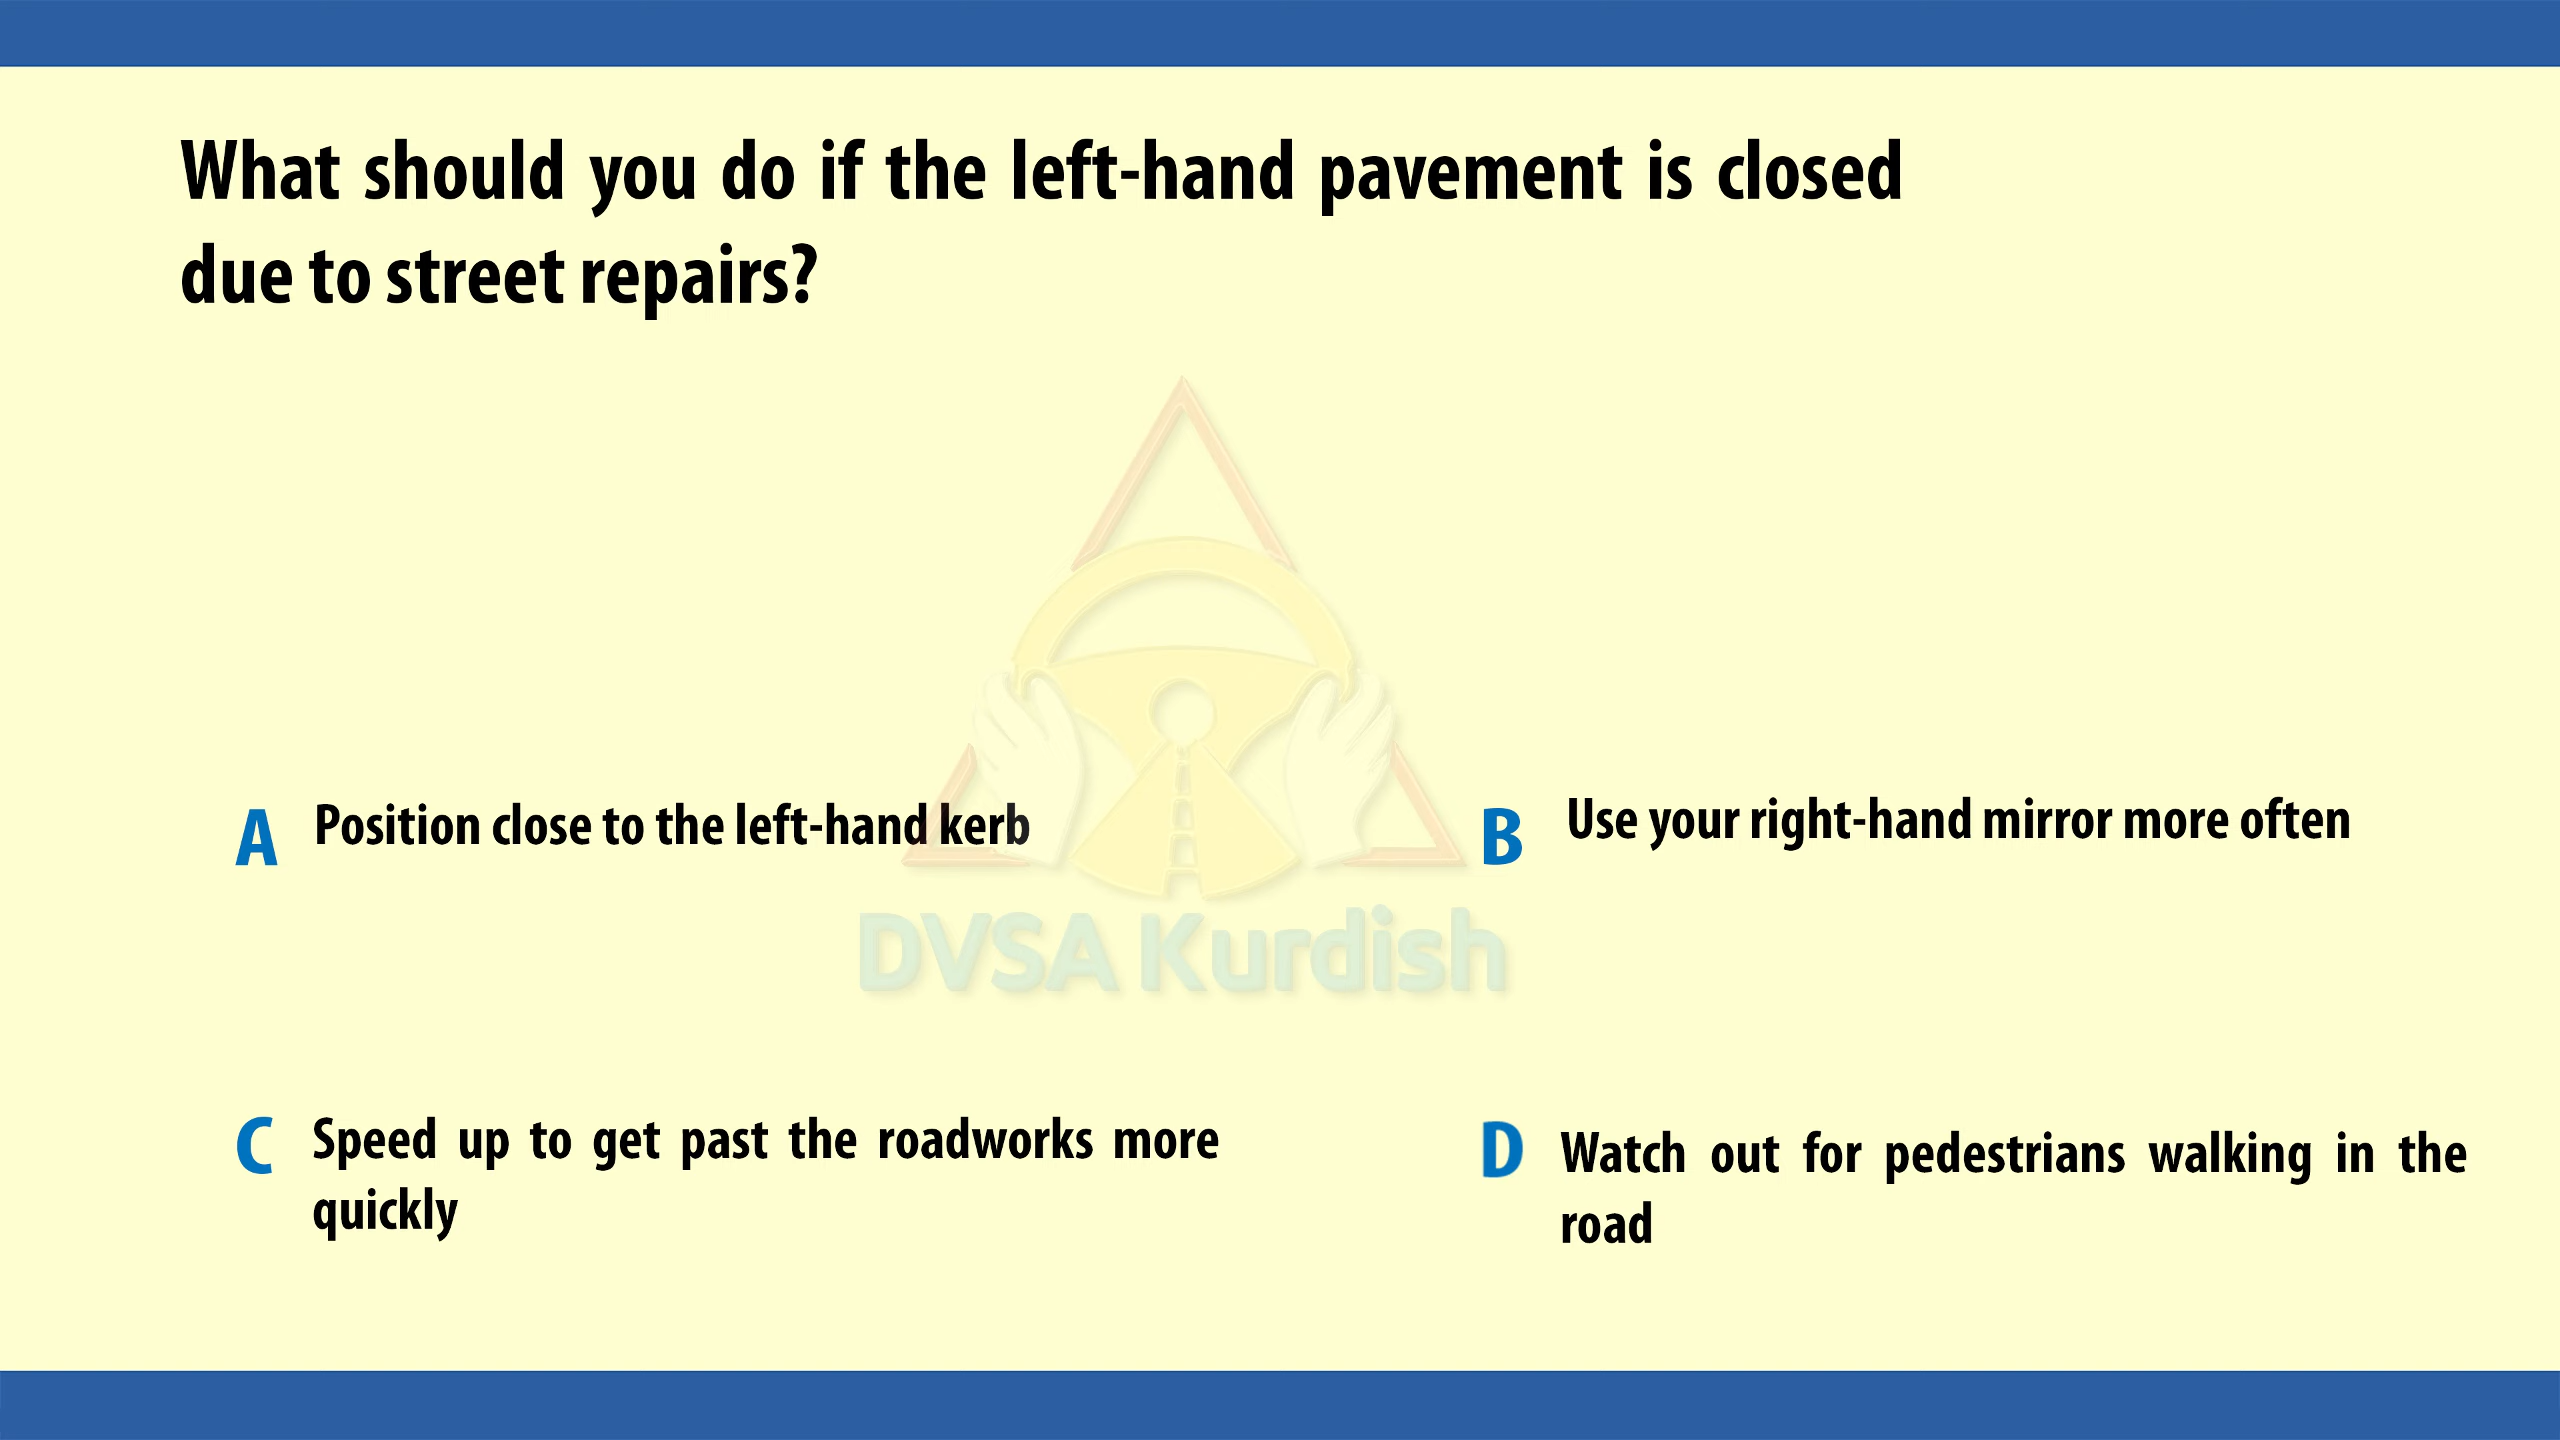 What should you do if the left-hand pavement is closed
due to street repairs?
A Position close to the left-hand kerb
B Use your right-hand mirror more often
DVSA Kurdish
C Speed up to get past the roadworks more
quickly
D Watch out for pedestrians walking in the
road